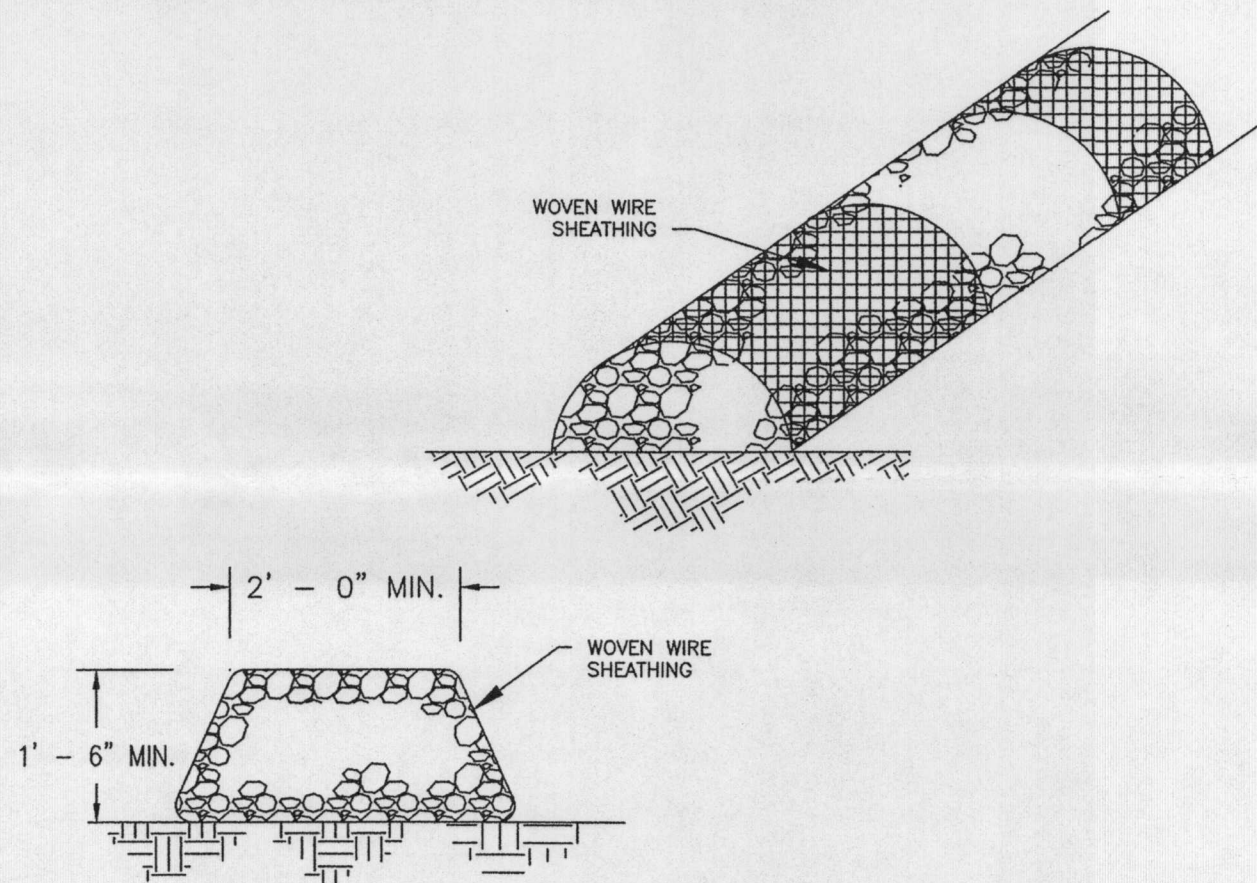 WOVEN WIRE
SHEATHING
2' – 0" MIN.
WOVEN WIRE
SHEATHING
1' – 6" MIN.